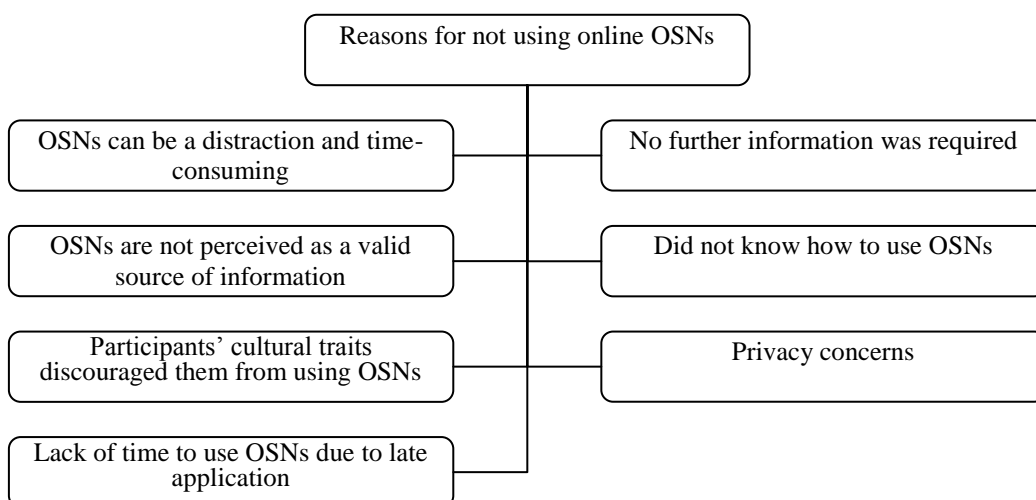 Reasons for not using online OSNs
OSNs can be a distraction and time-
consuming
No further information was required
OSNs are not perceived as a valid
source of information
Did not know how to use OSNs
Participants’ cultural traits
discouraged them from using OSNs
Privacy concerns
Lack of time to use OSNs due to late
application